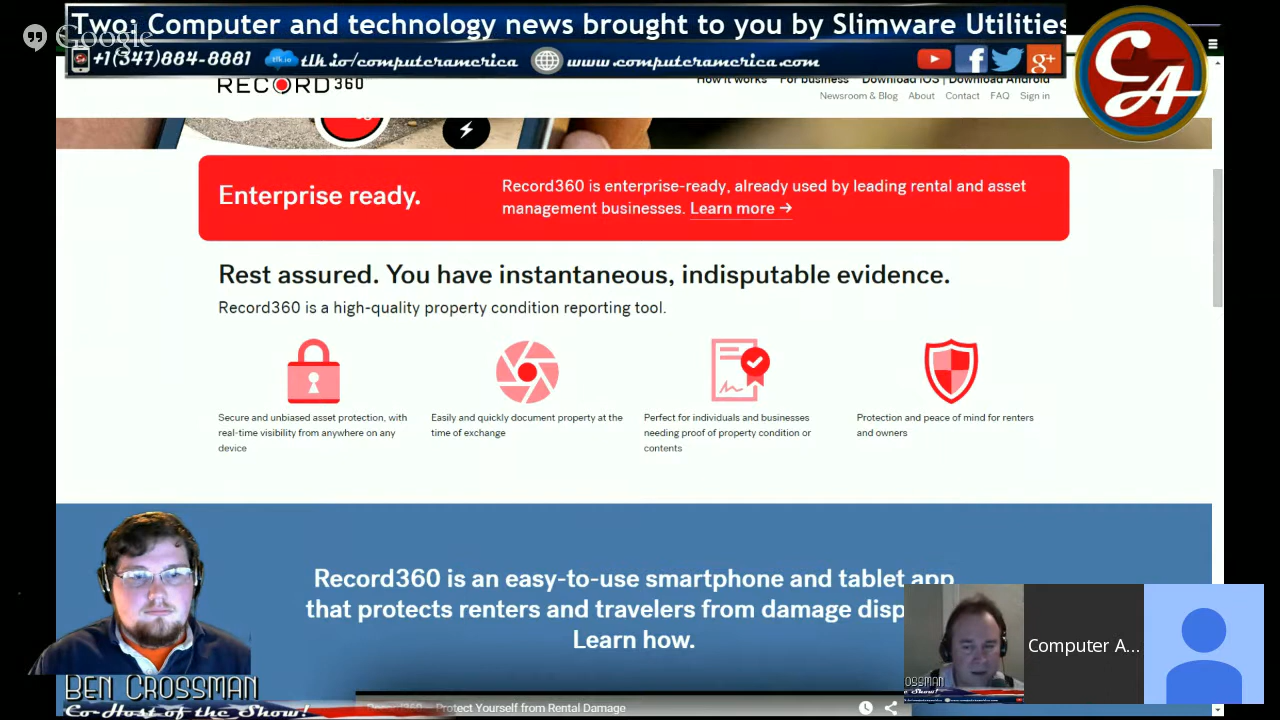 Two: Computer and technology news brought to you by Slimware Utilities
Google
+1(347)884-8881
tlk.io
tlk.io/computeramerica
www.computeramerica.com
f
g+
CA
RECORD360
How it works For business Download iOS | Download Android
Newsroom & Blog About Contact FAQ Sign in
Enterprise ready.
Record360 is enterprise-ready, already used by leading rental and asset
management businesses. Learn more →
Rest assured. You have instantaneous, indisputable evidence.
Record360 is a high-quality property condition reporting tool.
Secure and unbiased asset protection, with
real-time visibility from anywhere on any
device
Easily and quickly document property at the
time of exchange
Perfect for individuals and businesses
needing proof of property condition or
contents
Protection and peace of mind for renters
and owners
Record360 is an easy-to-use smartphone and tablet app
that protects renters and travelers from damage disp
Learn how.
BEN CROSSMAN
Co-Host of the Show!
Record360 - Protect Yourself from Rental Damage
Computer A...